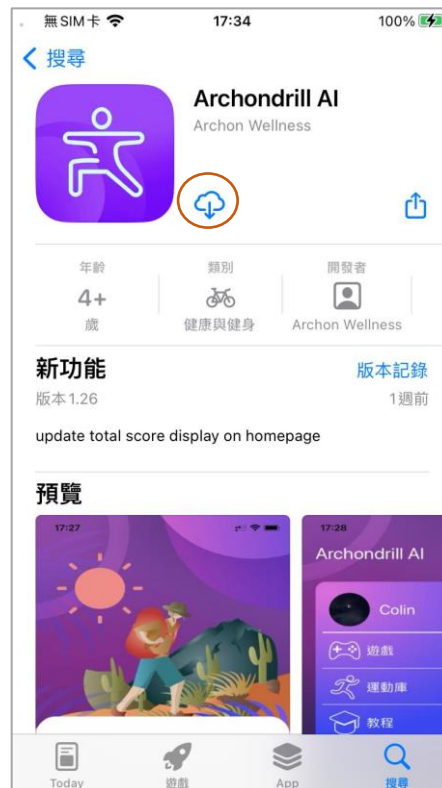 無 SIM 卡
17:34
100%
搜尋
Archondrill AI
Archon Wellness
年齡
類別
開發者
4+
歲
健康與健身
Archon Wellness
新功能
版本記錄
版本 1.26
1 週前
update total score display on homepage
預覽
17:27
17:28
Archondrill AI
Colin
遊戲
運動庫
教程
Today
遊戲
App
搜尋